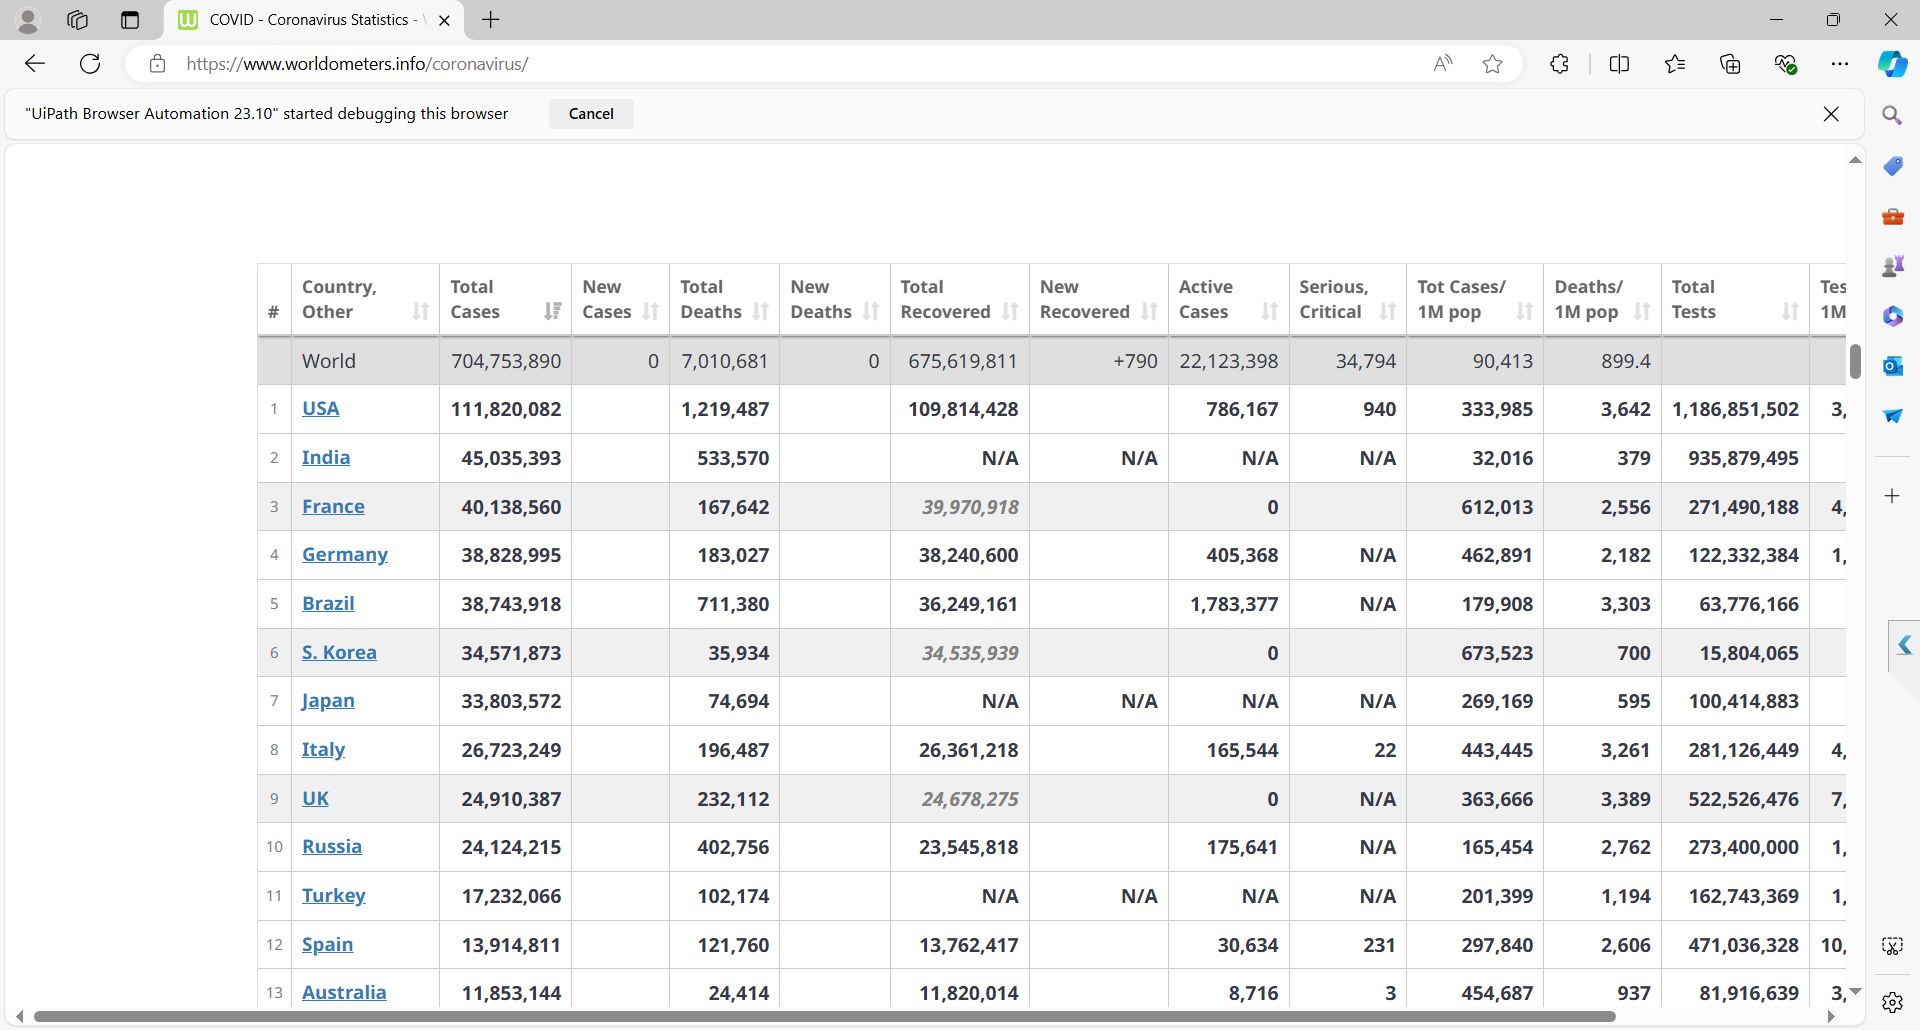 COVID - Coronavirus Statistics -
https://www.worldometers.info/coronavirus/
"UiPath Browser Automation 23.10" started debugging this browser Cancel
# Country, Other Total Cases New Cases Total Deaths New Deaths Total Recovered New Recovered Active Cases Serious, Critical Tot Cases/ 1M pop Deaths/ 1M pop Total Tests Tes 1M
World 704,753,890 0 7,010,681 0 675,619,811 +790 22,123,398 34,794 90,413 899.4
1 USA 111,820,082 1,219,487 109,814,428 786,167 940 333,985 3,642 1,186,851,502 3,
2 India 45,035,393 533,570 N/A N/A N/A N/A 32,016 379 935,879,495
3 France 40,138,560 167,642 39,970,918 0 612,013 2,556 271,490,188 4,
4 Germany 38,828,995 183,027 38,240,600 405,368 N/A 462,891 2,182 122,332,384 1,
5 Brazil 38,743,918 711,380 36,249,161 1,783,377 N/A 179,908 3,303 63,776,166
6 S. Korea 34,571,873 35,934 34,535,939 0 673,523 700 15,804,065
7 Japan 33,803,572 74,694 N/A N/A N/A N/A 269,169 595 100,414,883
8 Italy 26,723,249 196,487 26,361,218 165,544 22 443,445 3,261 281,126,449 4,
9 UK 24,910,387 232,112 24,678,275 0 N/A 363,666 3,389 522,526,476 7,
10 Russia 24,124,215 402,756 23,545,818 175,641 N/A 165,454 2,762 273,400,000 1,
11 Turkey 17,232,066 102,174 N/A N/A N/A N/A 201,399 1,194 162,743,369 1,
12 Spain 13,914,811 121,760 13,762,417 30,634 231 297,840 2,606 471,036,328 10,
13 Australia 11,853,144 24,414 11,820,014 8,716 3 454,687 937 81,916,639 3,